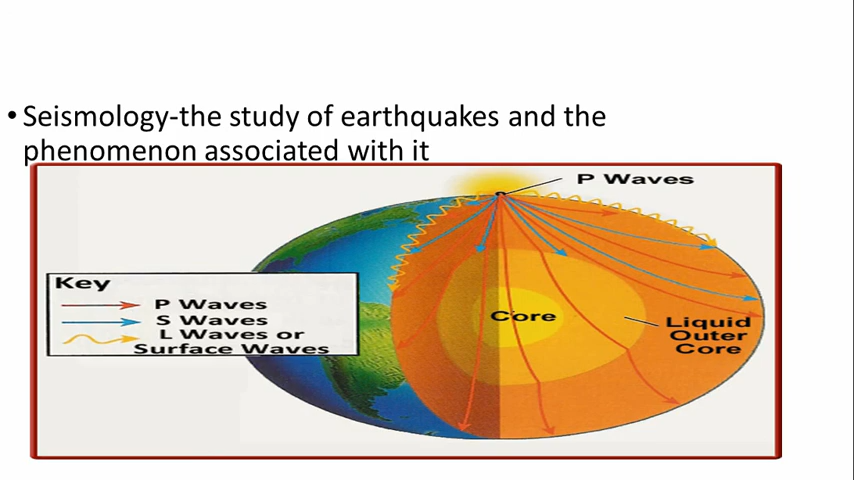 • Seismology-the study of earthquakes and the
phenomenon associated with it
P Waves
Key
P Waves
S Waves
L Waves or
Surface Waves
Core
Liquid
Outer
Core